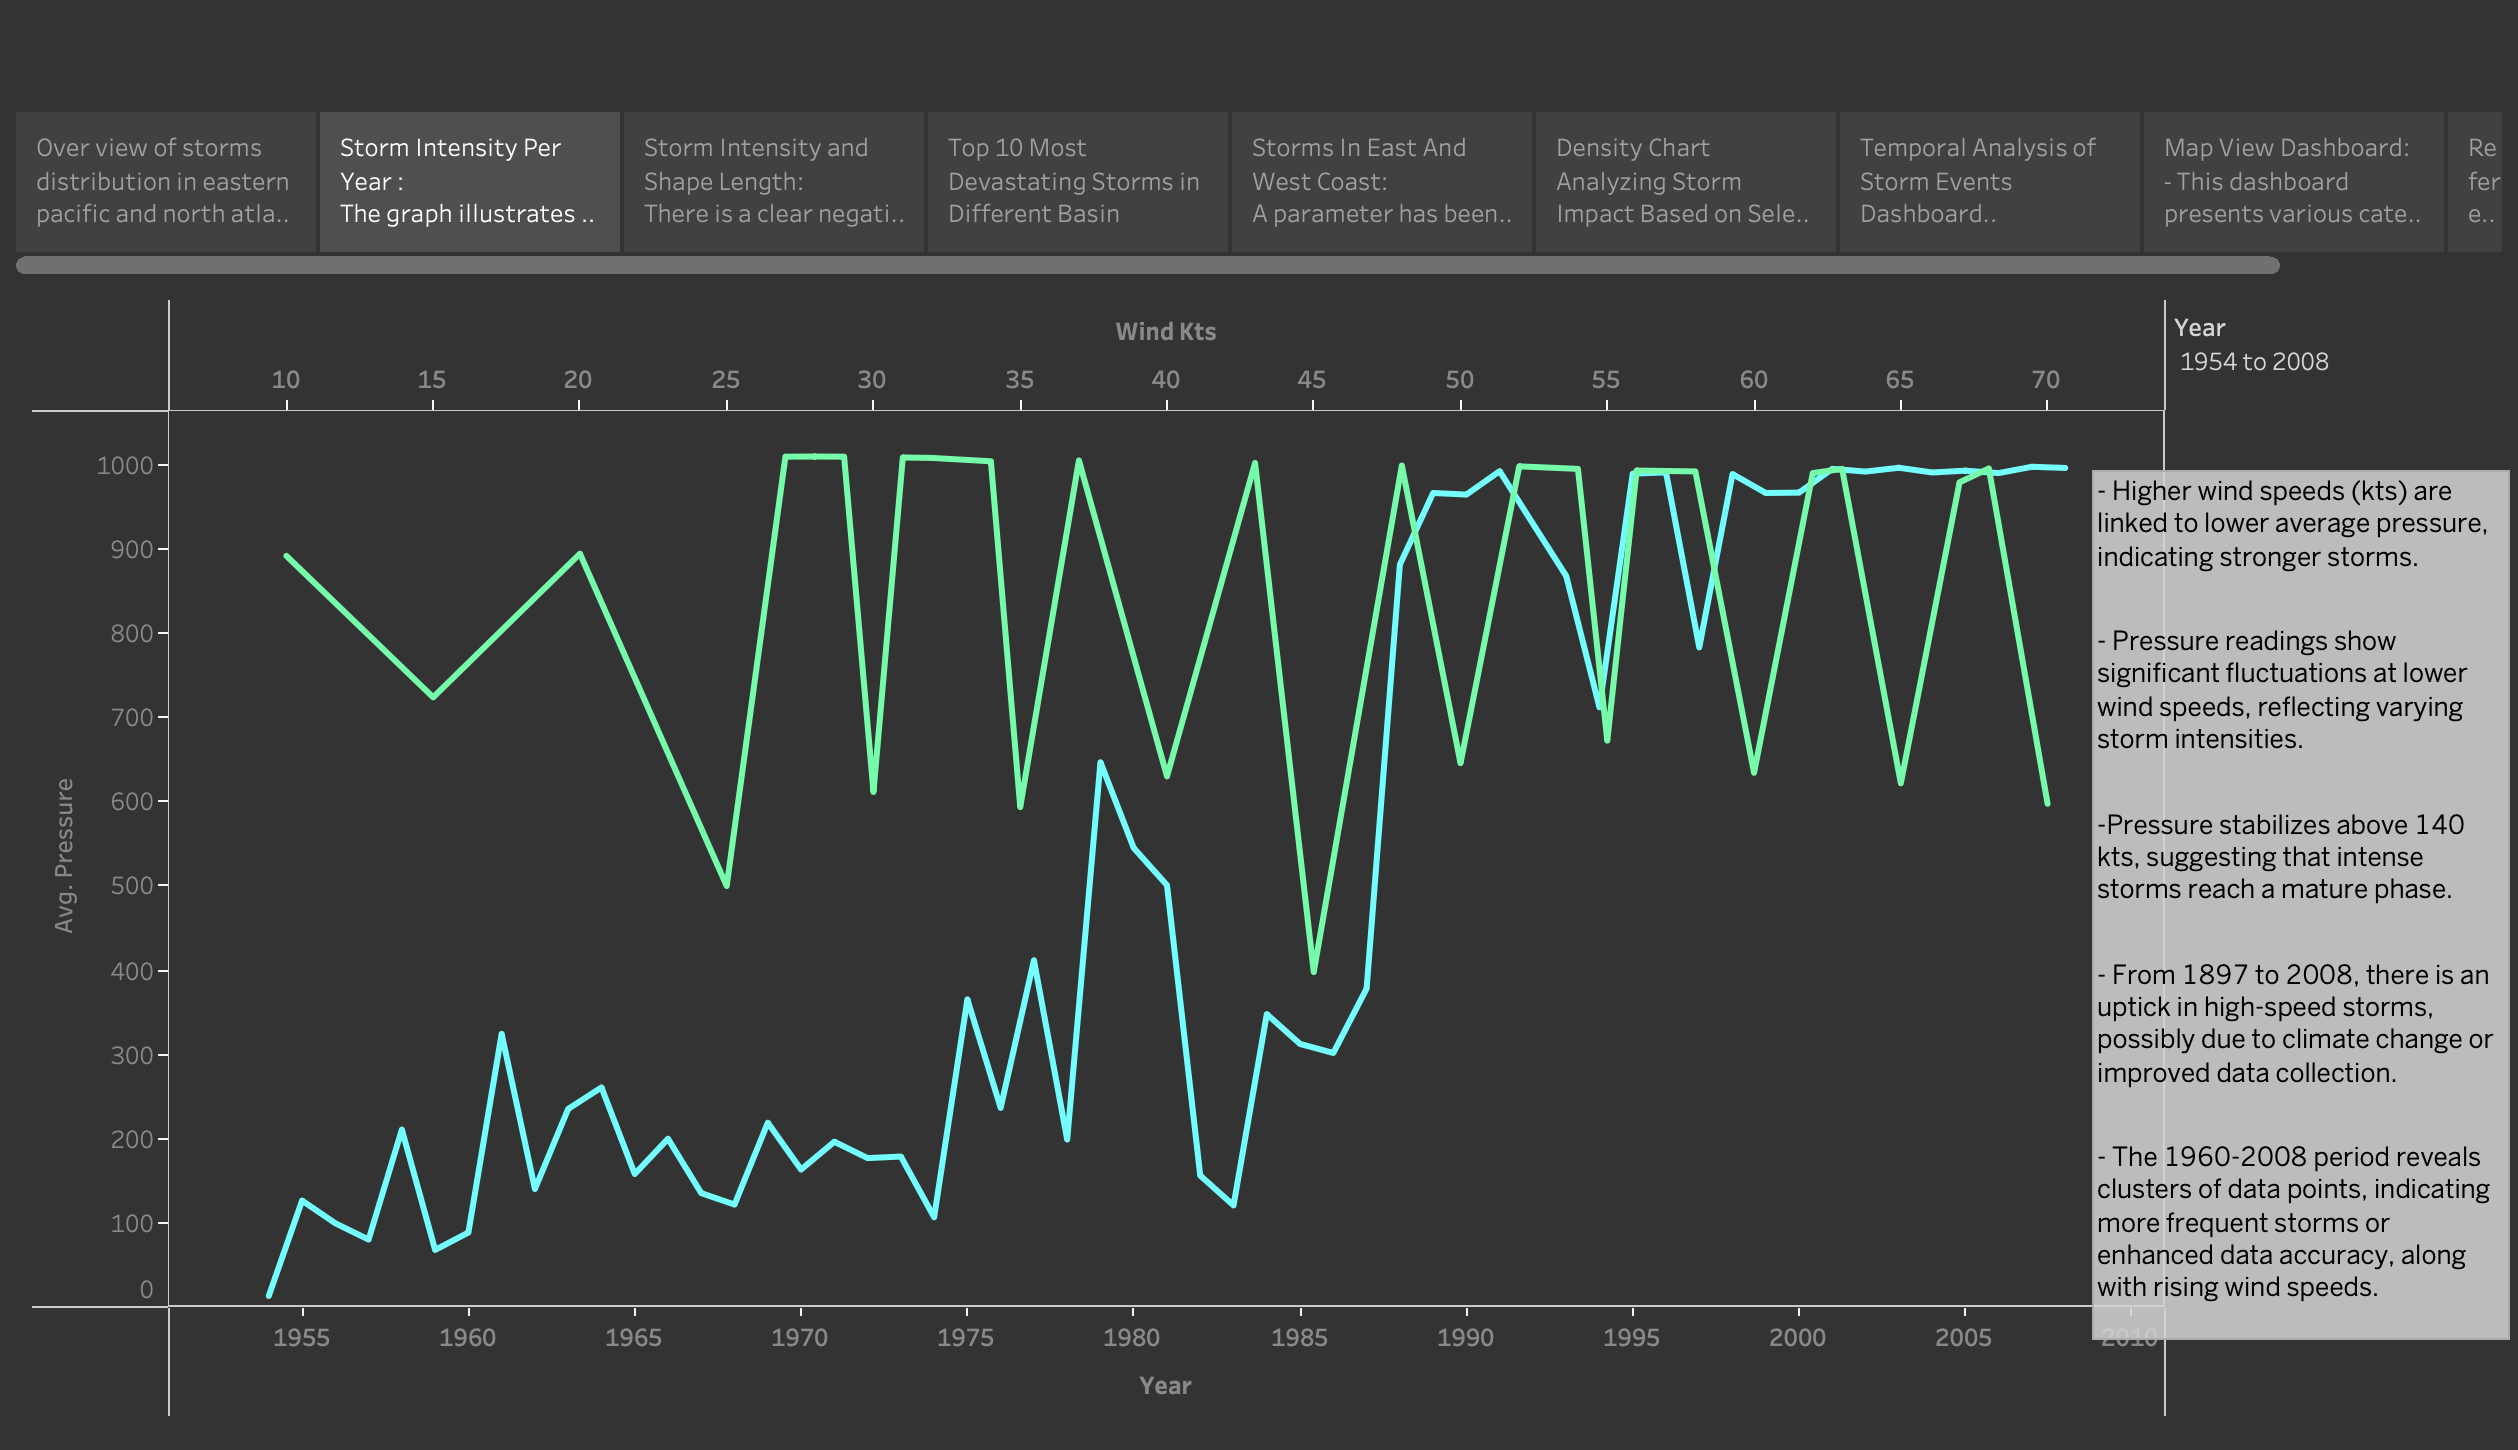 Over view of storms
distribution in eastern
pacific and north atla..
Storm Intensity Per
Year :
The graph illustrates ..
Storm Intensity and
Shape Length:
There is a clear negati..
Top 10 Most
Devastating Storms in
Different Basin
Storms In East And
West Coast:
A parameter has been..
Density Chart
Analyzing Storm
Impact Based on Sele..
Temporal Analysis of
Storm Events
Dashboard..
Map View Dashboard:
- This dashboard
presents various cate..
Re
fer
e..
Wind Kts
10 15 20 25 30 35 40 45 50 55 60 65 70
Year
1954 to 2008
1000
900
800
700
600
500
400
300
200
100
0
Avg. Pressure
1955 1960 1965 1970 1975 1980 1985 1990 1995 2000 2005 2010
Year
- Higher wind speeds (kts) are
linked to lower average pressure,
indicating stronger storms.
- Pressure readings show
significant fluctuations at lower
wind speeds, reflecting varying
storm intensities.
-Pressure stabilizes above 140
kts, suggesting that intense
storms reach a mature phase.
- From 1897 to 2008, there is an
uptick in high-speed storms,
possibly due to climate change or
improved data collection.
- The 1960-2008 period reveals
clusters of data points, indicating
more frequent storms or
enhanced data accuracy, along
with rising wind speeds.